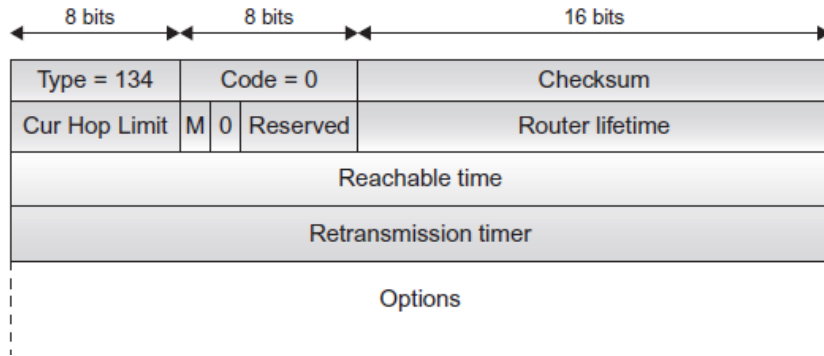 8 bits 8 bits 16 bits
Type = 134 Code = 0 Checksum
Cur Hop Limit M 0 Reserved Router lifetime
Reachable time
Retransmission timer
Options